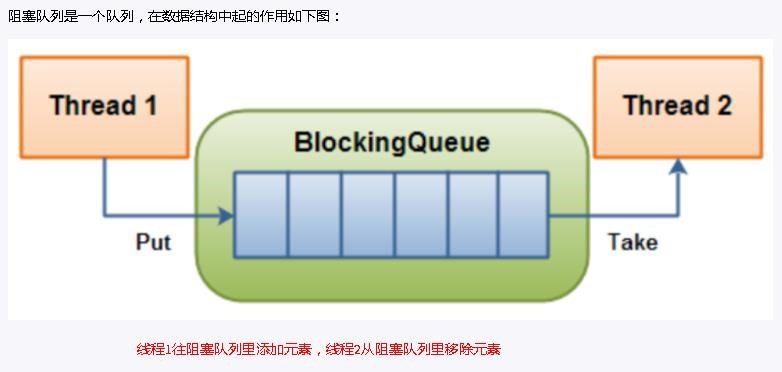 阻塞队列是一个队列，在数据结构中起的作用如下图：
Thread 1
Thread 2
BlockingQueue
Put
Take
线程1往阻塞队列里添加元素，线程2从阻塞队列里移除元素